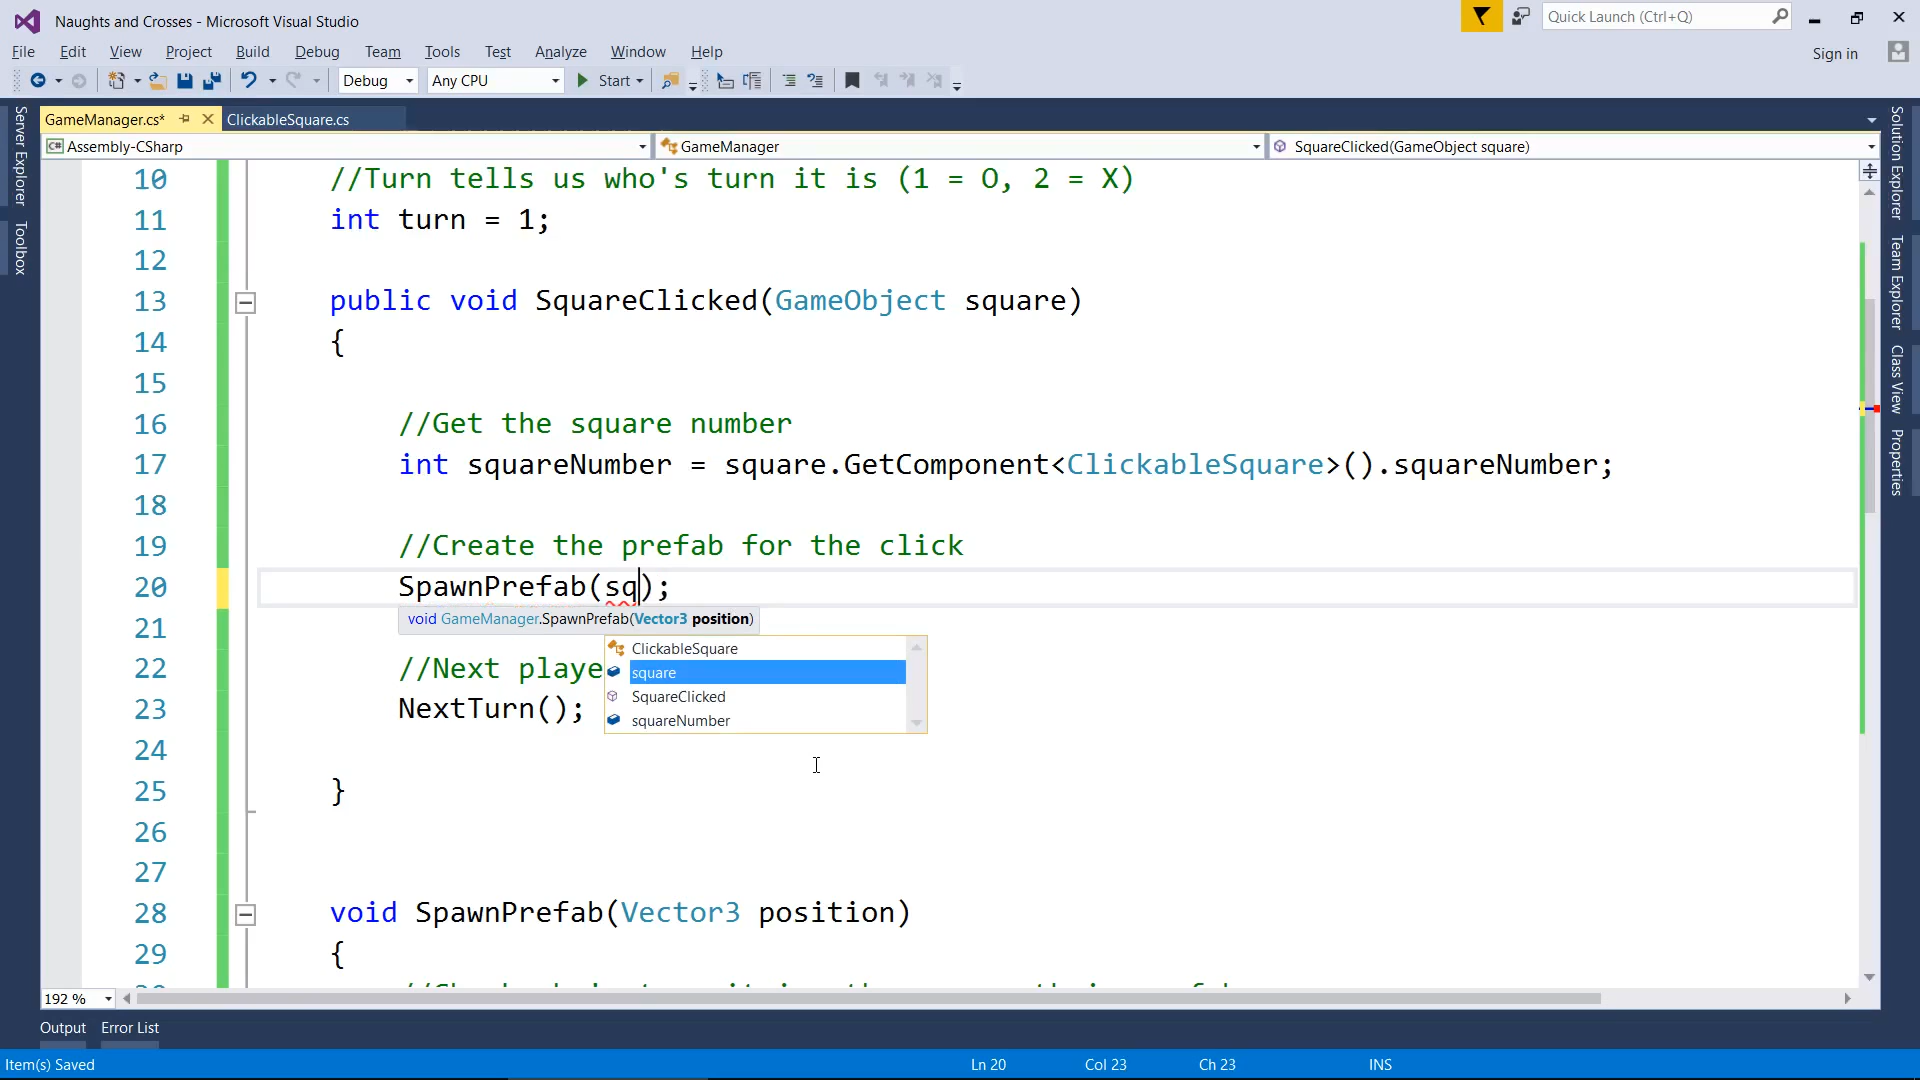 Naughts and Crosses - Microsoft Visual Studio
Quick Launch (Ctrl+Q)
File Edit View Project Build Debug Team Tools Test Analyze Window Help
Sign in
Debug Any CPU Start
Server Explorer
Toolbox
GameManager.cs* ClickableSquare.cs
Assembly-CSharp GameManager SquareClicked(GameObject square)
10 //Turn tells us who's turn it is (1 = O, 2 = X)
11 int turn = 1;
12
13 public void SquareClicked(GameObject square)
14 {
15
16 //Get the square number
17 int squareNumber = square.GetComponent<ClickableSquare>().squareNumber;
18
19 //Create the prefab for the click
20 SpawnPrefab(sq);
void GameManager.SpawnPrefab(Vector3 position)
21
ClickableSquare
square
SquareClicked
squareNumber
22 //Next playe
23 NextTurn();
24
25 }
26
27
28 void SpawnPrefab(Vector3 position)
29 {
192 %
Solution Explorer
Team Explorer
Class View
Properties
Output Error List
Item(s) Saved Ln 20 Col 23 Ch 23 INS